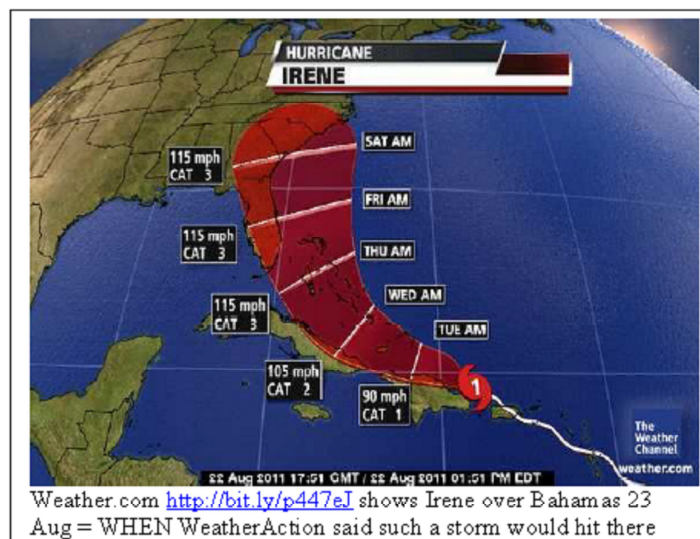 HURRICANE
IRENE
SAT AM
115 mph
CAT 3
FRI AM
115 mph
CAT 3
THU AM
115 mph
CAT 3
WED AM
105 mph
CAT 2
TUE AM
90 mph
CAT 1
1
The
Weather
Channel
weather.com
22 Aug 2011 17:51 GMT / 22 Aug 2011 01:51 PM EDT
Weather.com http://bit.ly/p447eJ shows Irene over Bahamas 23
Aug = WHEN WeatherAction said such a storm would hit there